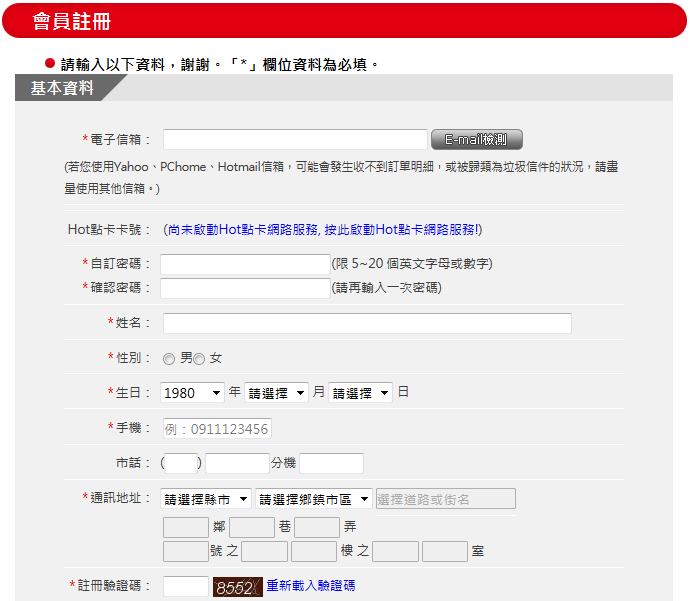 會員註冊
請輸入以下資料，謝謝。「*」欄位資料為必填。
基本資料
*電子信箱： E-mail檢測
(若您使用Yahoo、PChome、Hotmail信箱，可能會發生收不到訂單明細，或被歸類為垃圾信件的狀況，請盡
量使用其他信箱。)
Hot點卡卡號： (尚未啟動Hot點卡網路服務, 按此啟動Hot點卡網路服務!)
*自訂密碼： (限 5~20 個英文字母或數字)
*確認密碼： (請再輸入一次密碼)
*姓名：
*性別： 男 女
*生日： 1980 年 請選擇 月 請選擇 日
*手機： 例：0911123456
市話： ( ) 分機
*通訊地址： 請選擇縣市 請選擇鄉鎮市區 選擇道路或街名
鄰 巷 弄
號 之 樓 之 室
*註冊驗證碼： 8552 重新載入驗證碼